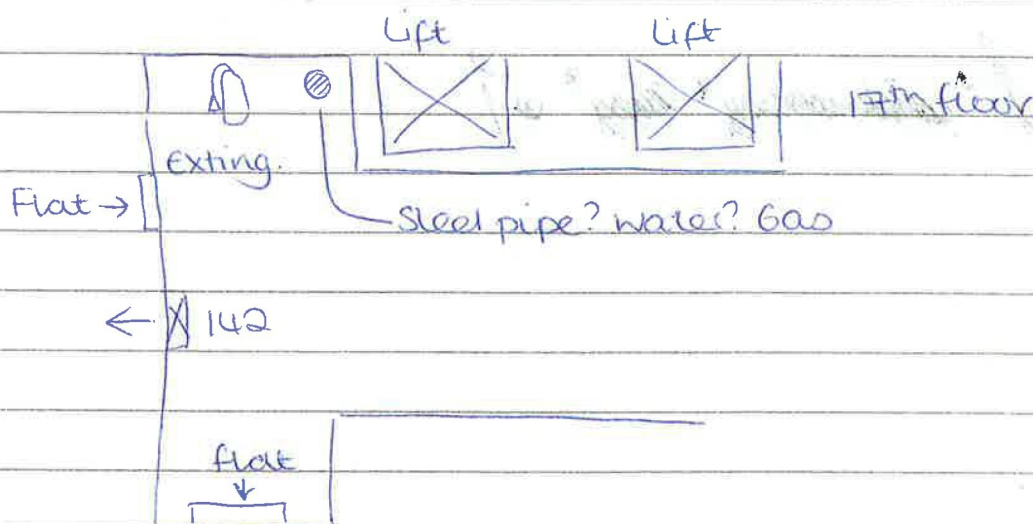 Lift Lift
17th floor
Exting.
Flat →
Steel pipe? water? Gas
← 142
flat